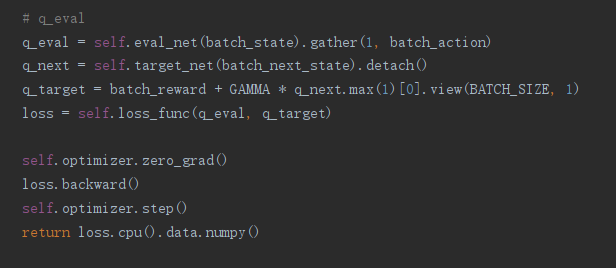 # q_eval
q_eval = self.eval_net(batch_state).gather(1, batch_action)
q_next = self.target_net(batch_next_state).detach()
q_target = batch_reward + GAMMA * q_next.max(1)[0].view(BATCH_SIZE, 1)
loss = self.loss_func(q_eval, q_target)
self.optimizer.zero_grad()
loss.backward()
self.optimizer.step()
return loss.cpu().data.numpy()